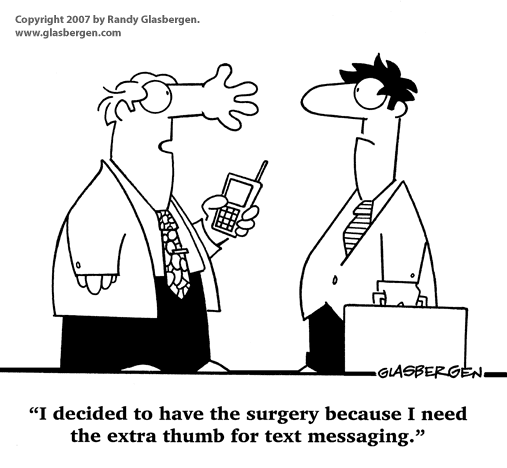 Copyright 2007 by Randy Glasbergen.
www.glasbergen.com
GLASBERGEN
“I decided to have the surgery because I need
the extra thumb for text messaging.”